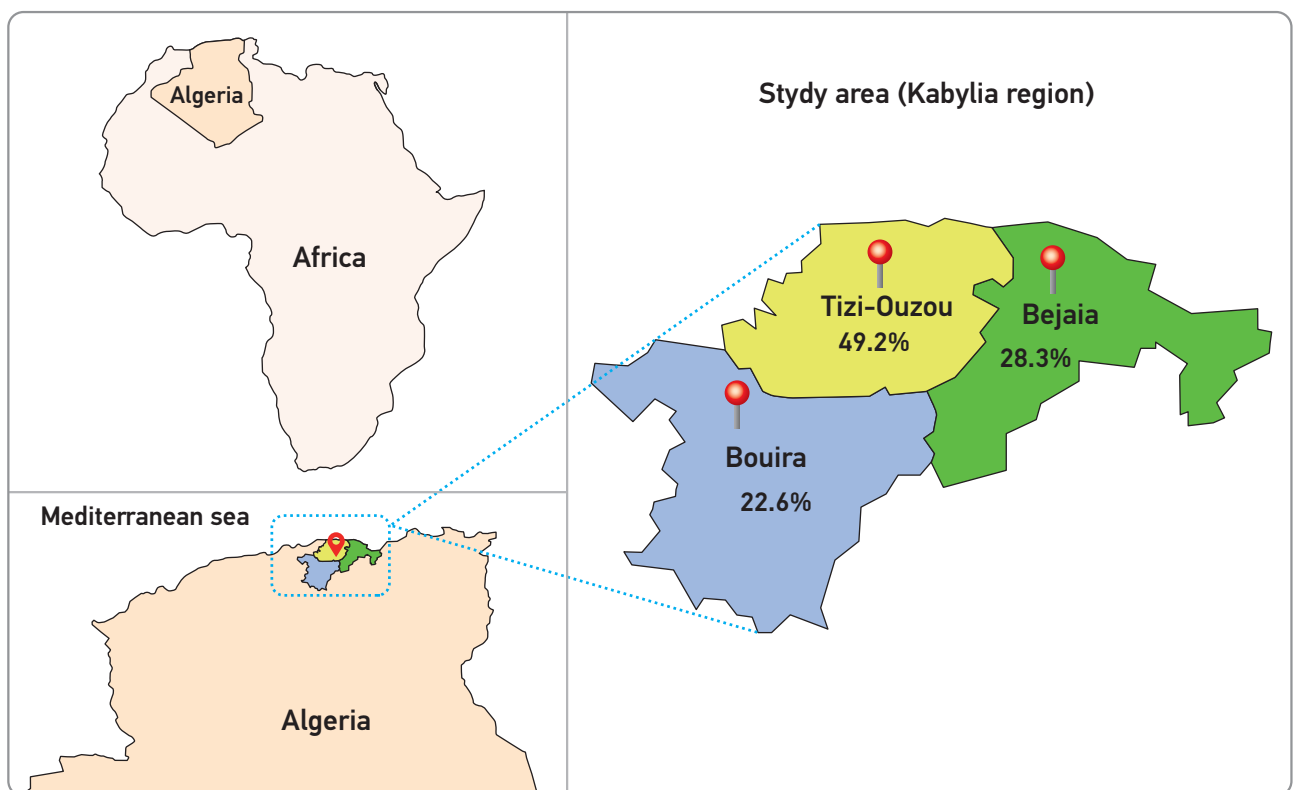 Algeria
Africa
Mediterranean sea
Algeria
Stydy area (Kabylia region)
Tizi-Ouzou
49.2%
Bejaia
28.3%
Bouira
22.6%